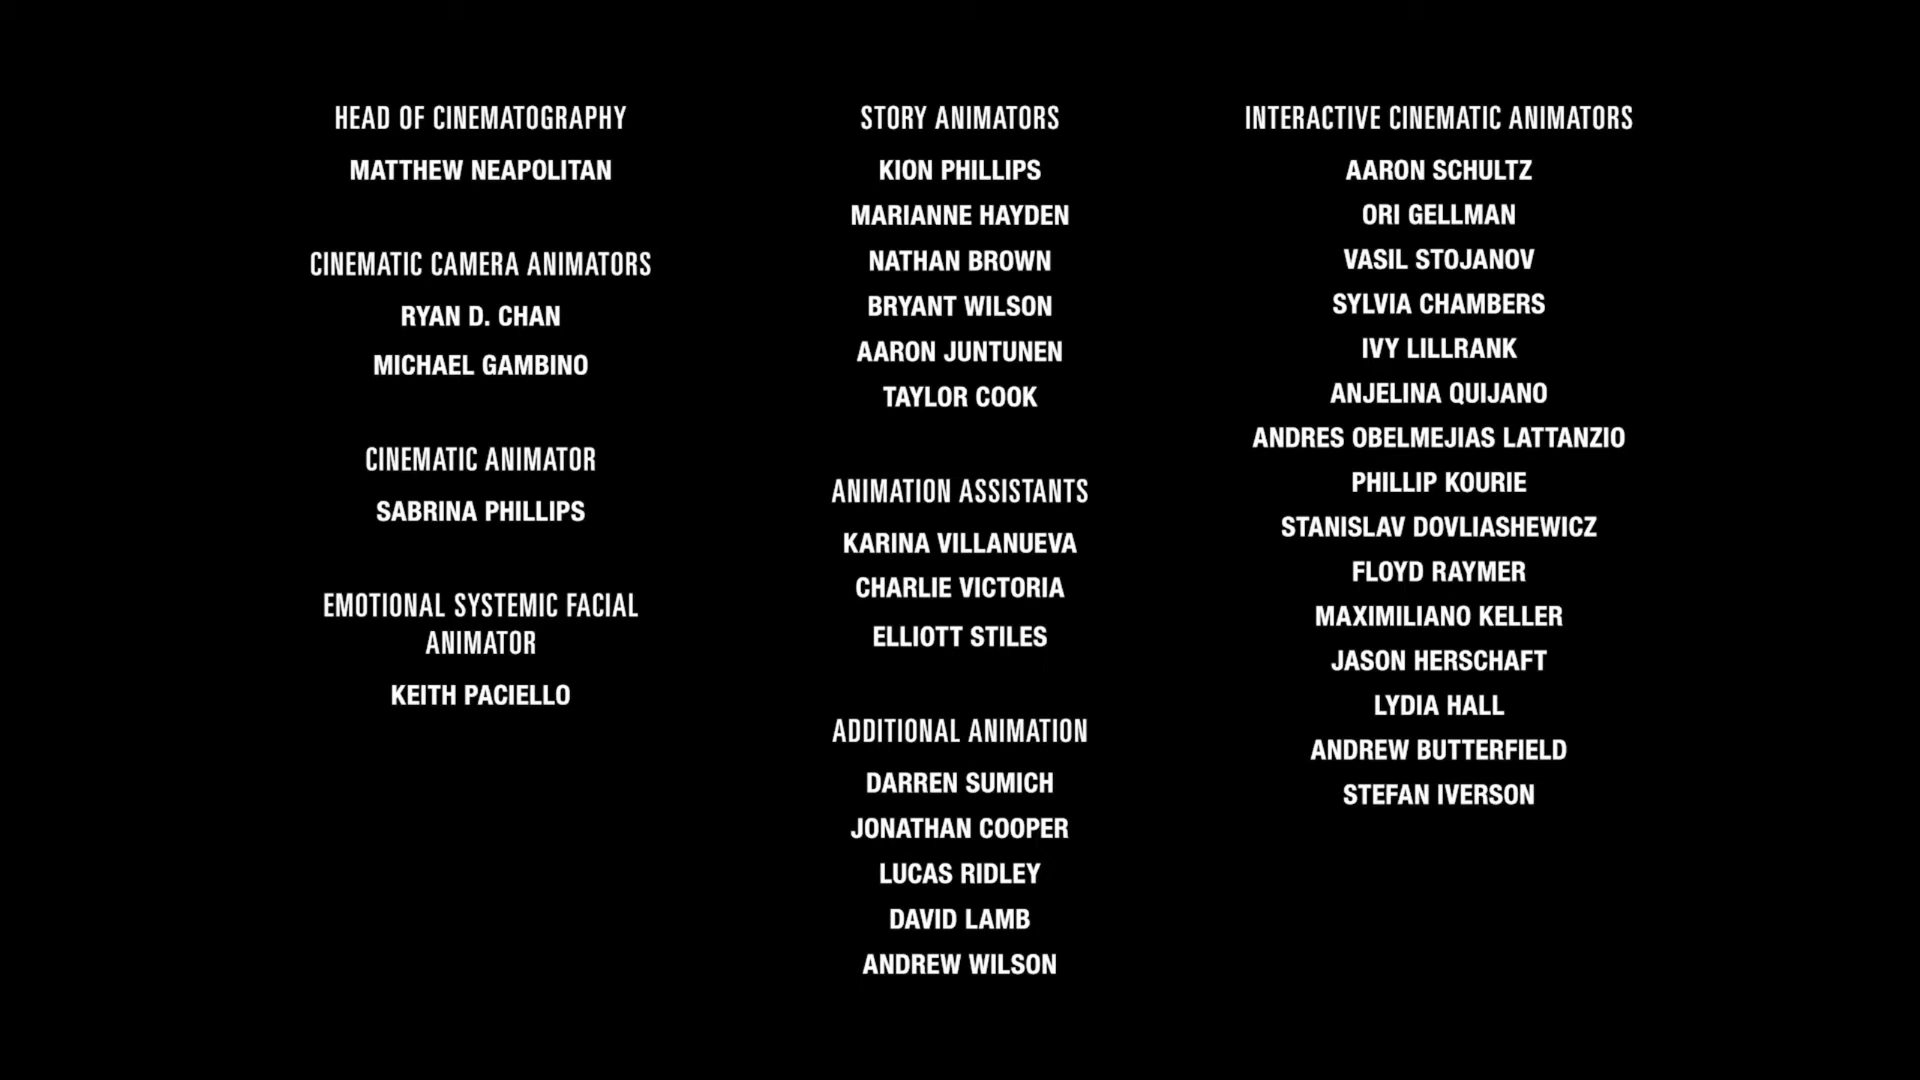 HEAD OF CINEMATOGRAPHY
MATTHEW NEAPOLITAN
CINEMATIC CAMERA ANIMATORS
RYAN D. CHAN
MICHAEL GAMBINO
CINEMATIC ANIMATOR
SABRINA PHILLIPS
EMOTIONAL SYSTEMIC FACIAL
ANIMATOR
KEITH PACIELLO
STORY ANIMATORS
KION PHILLIPS
MARIANNE HAYDEN
NATHAN BROWN
BRYANT WILSON
AARON JUNTUNEN
TAYLOR COOK
ANIMATION ASSISTANTS
KARINA VILLANUEVA
CHARLIE VICTORIA
ELLIOTT STILES
ADDITIONAL ANIMATION
DARREN SUMICH
JONATHAN COOPER
LUCAS RIDLEY
DAVID LAMB
ANDREW WILSON
INTERACTIVE CINEMATIC ANIMATORS
AARON SCHULTZ
ORI GELLMAN
VASIL STOJANOV
SYLVIA CHAMBERS
IVY LILLRANK
ANJELINA QUIJANO
ANDRES OBELMEJIAS LATTANZIO
PHILLIP KOURIE
STANISLAV DOVLIASHEWICZ
FLOYD RAYMER
MAXIMILIANO KELLER
JASON HERSCHAFT
LYDIA HALL
ANDREW BUTTERFIELD
STEFAN IVERSON